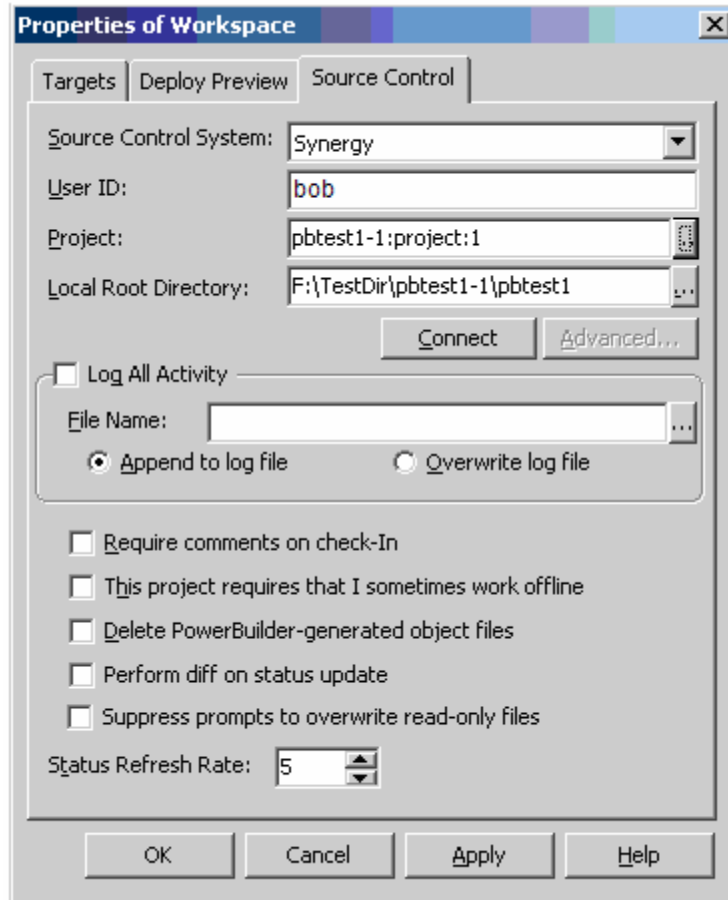 Properties of Workspace
Targets Deploy Preview Source Control
Source Control System: Synergy
User ID: bob
Project: pbtest1-1:project:1
Local Root Directory: F:\TestDir\pbtest1-1\pbtest1 ...
Connect Advanced...
Log All Activity
File Name: ...
Append to log file Overwrite log file
Require comments on check-In
This project requires that I sometimes work offline
Delete PowerBuilder-generated object files
Perform diff on status update
Suppress prompts to overwrite read-only files
Status Refresh Rate: 5
OK Cancel Apply Help